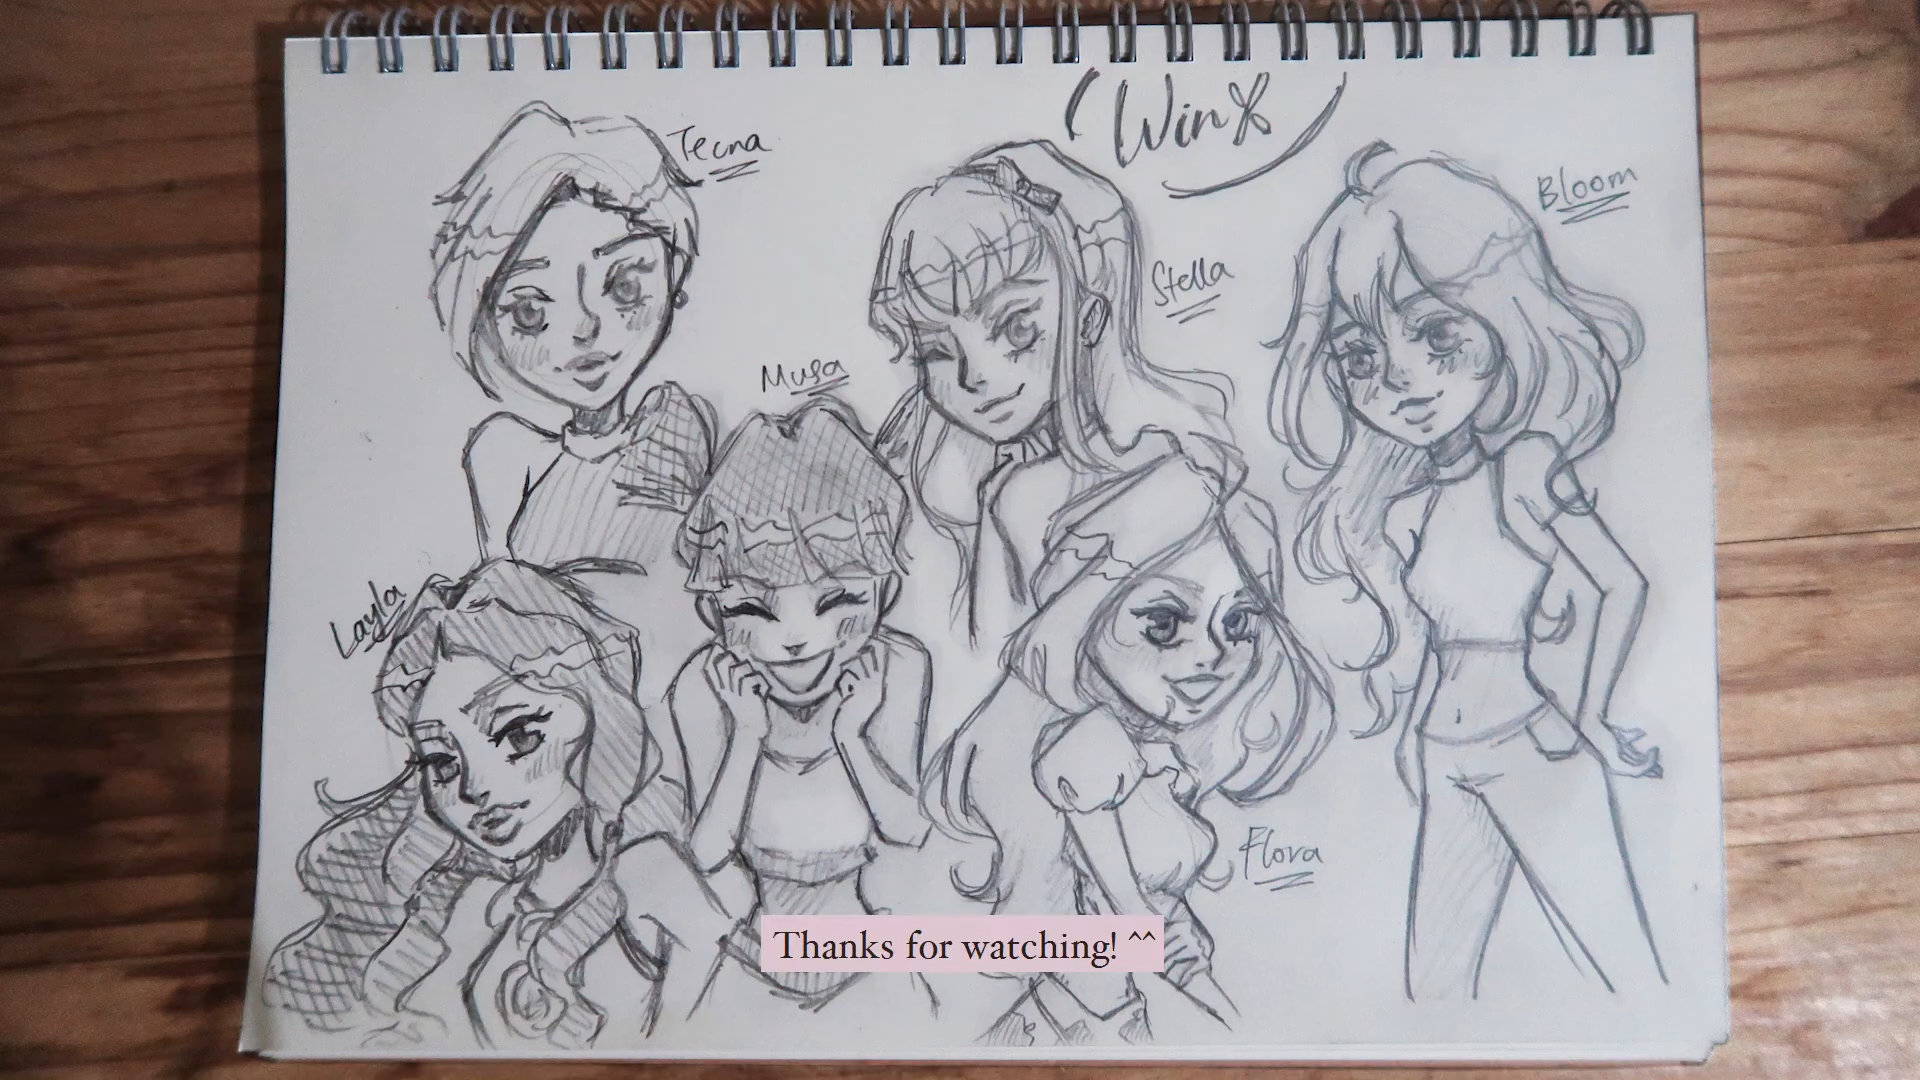 Winx
Tecna
Bloom
Stella
Musa
Layla
Flora
Thanks for watching! ^^